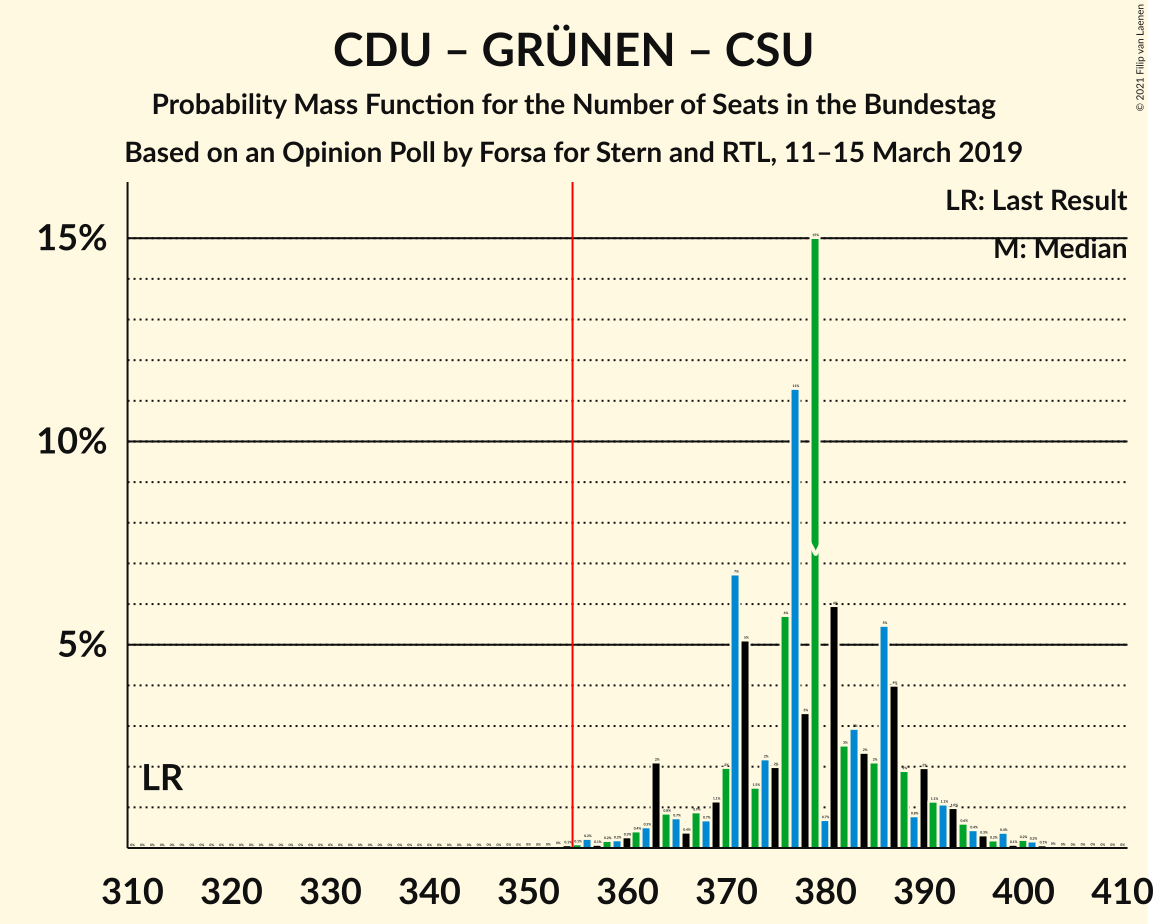 CDU – GRÜNEN – CSU
Probability Mass Function for the Number of Seats in the Bundestag
Based on an Opinion Poll by Forsa for Stern and RTL, 11–15 March 2019
© 2021 Filip van Laenen
LR: Last Result
M: Median
15%
10%
5%
LR
310 320 330 340 350 360 370 380 390 400 410